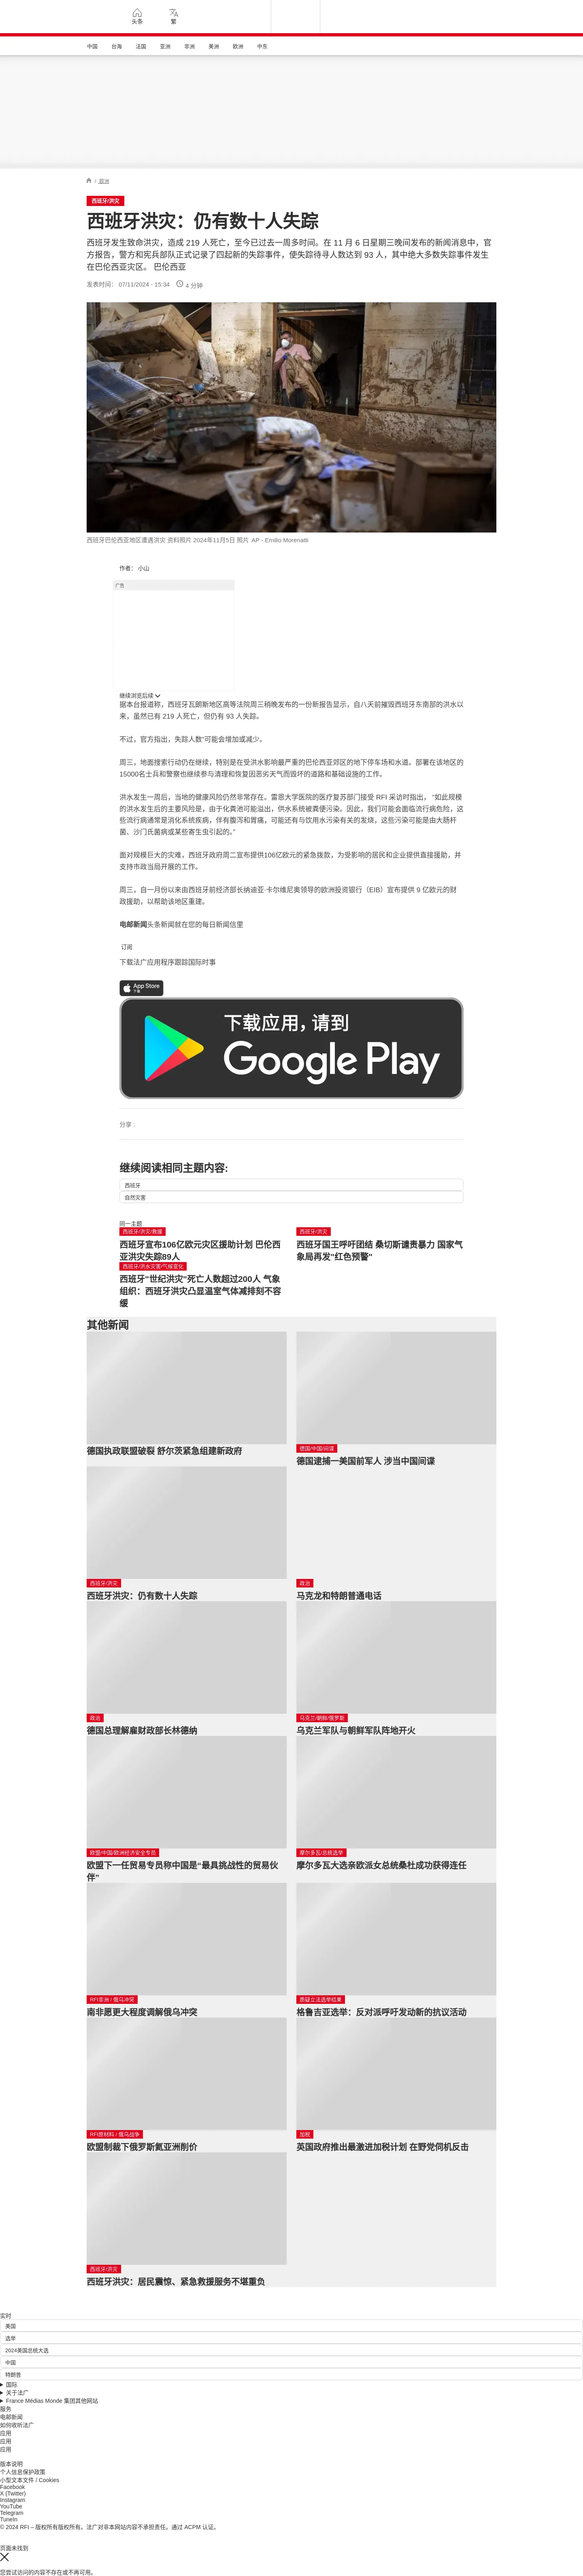 头条
繁
中国
台海
法国
亚洲
非洲
美洲
欧洲
中东
/ 欧洲
西班牙/洪灾
西班牙洪灾：仍有数十人失踪
西班牙发生致命洪灾，造成 219 人死亡，至今已过去一周多时间。在 11 月 6 日星期三晚间发布的新闻消息中，官
方报告，警方和宪兵部队正式记录了四起新的失踪事件，使失踪待寻人数达到 93 人，其中绝大多数失踪事件发生
在巴伦西亚灾区。 巴伦西亚
发表时间： 07/11/2024 - 15:34
4 分钟
西班牙巴伦西亚地区遭遇洪灾 资料照片 2024年11月5日 照片 AP - Emilio Morenatti
作者： 小山
广告
继续浏览后续
据本台报道称，西班牙瓦朗斯地区高等法院周三稍晚发布的一份新报告显示，自八天前摧毁西班牙东南部的洪水以
来，虽然已有 219 人死亡，但仍有 93 人失踪。
不过，官方指出，失踪人数“可能会增加或减少。
周三，地面搜索行动仍在继续，特别是在受洪水影响最严重的巴伦西亚郊区的地下停车场和水道。部署在该地区的
15000名士兵和警察也继续参与清理和恢复因恶劣天气而毁坏的道路和基础设施的工作。
洪水发生一周后，当地的健康风险仍然非常存在。雷恩大学医院的医疗复苏部门接受 RFI 采访时指出， “如此规模
的洪水发生后的主要风险是，由于化粪池可能溢出，供水系统被粪便污染。因此，我们可能会面临流行病危险，这
些流行病通常是消化系统疾病，伴有腹泻和胃痛，可能还有与饮用水污染有关的发烧，这些污染可能是由大肠杆
菌、沙门氏菌病或某些寄生虫引起的。”
面对规模巨大的灾难，西班牙政府周二宣布提供106亿欧元的紧急拨款，为受影响的居民和企业提供直接援助，并
支持市政当局开展的工作。
周三，自一月份以来由西班牙前经济部长纳迪亚·卡尔维尼奥领导的欧洲投资银行（EIB）宣布提供 9 亿欧元的财
政援助，以帮助该地区重建。
电邮新闻头条新闻就在您的每日新闻信里
订阅
下载法广应用程序跟踪国际时事
App Store
下载
下载应用，请到
Google Play
分享 :
继续阅读相同主题内容:
西班牙
自然灾害
同一主题
西班牙/洪灾/救援
西班牙宣布106亿欧元灾区援助计划 巴伦西
亚洪灾失踪89人
西班牙/洪灾
西班牙国王呼吁团结 桑切斯谴责暴力 国家气
象局再发"红色预警"
西班牙/洪水灾害/气候变化
西班牙"世纪洪灾"死亡人数超过200人 气象
组织：西班牙洪灾凸显温室气体减排刻不容
缓
其他新闻
德国执政联盟破裂 舒尔茨紧急组建新政府
德国/中国/间谍
德国逮捕一美国前军人 涉当中国间谍
西班牙/洪灾
西班牙洪灾：仍有数十人失踪
政治
马克龙和特朗普通电话
政治
德国总理解雇财政部长林德纳
乌克兰/朝鲜/俄罗斯
乌克兰军队与朝鲜军队阵地开火
欧盟/中国/欧洲经济安全专员
欧盟下一任贸易专员称中国是“最具挑战性的贸易伙
伴”
摩尔多瓦/总统选举
摩尔多瓦大选亲欧派女总统桑杜成功获得连任
RFI非洲 / 俄乌冲突
南非愿更大程度调解俄乌冲突
质疑立法选举结果
格鲁吉亚选举：反对派呼吁发动新的抗议活动
RFI原材料 / 俄乌战争
欧盟制裁下俄罗斯氦亚洲削价
加税
英国政府推出最激进加税计划 在野党伺机反击
西班牙/洪灾
西班牙洪灾：居民震惊、紧急救援服务不堪重负
实时
美国
选举
2024美国总统大选
中国
特朗普
国际
关于法广
France Médias Monde 集团其他网站
服务
电邮新闻
如何收听法广
应用
应用
应用
版本说明
个人信息保护政策
小型文本文件 / Cookies
Facebook
X (Twitter)
Instagram
YouTube
Telegram
TuneIn
© 2024 RFI – 版权所有版权所有。法广对非本网站内容不承担责任。通过 ACPM 认证。
页面未找到
您尝试访问的内容不存在或不再可用。